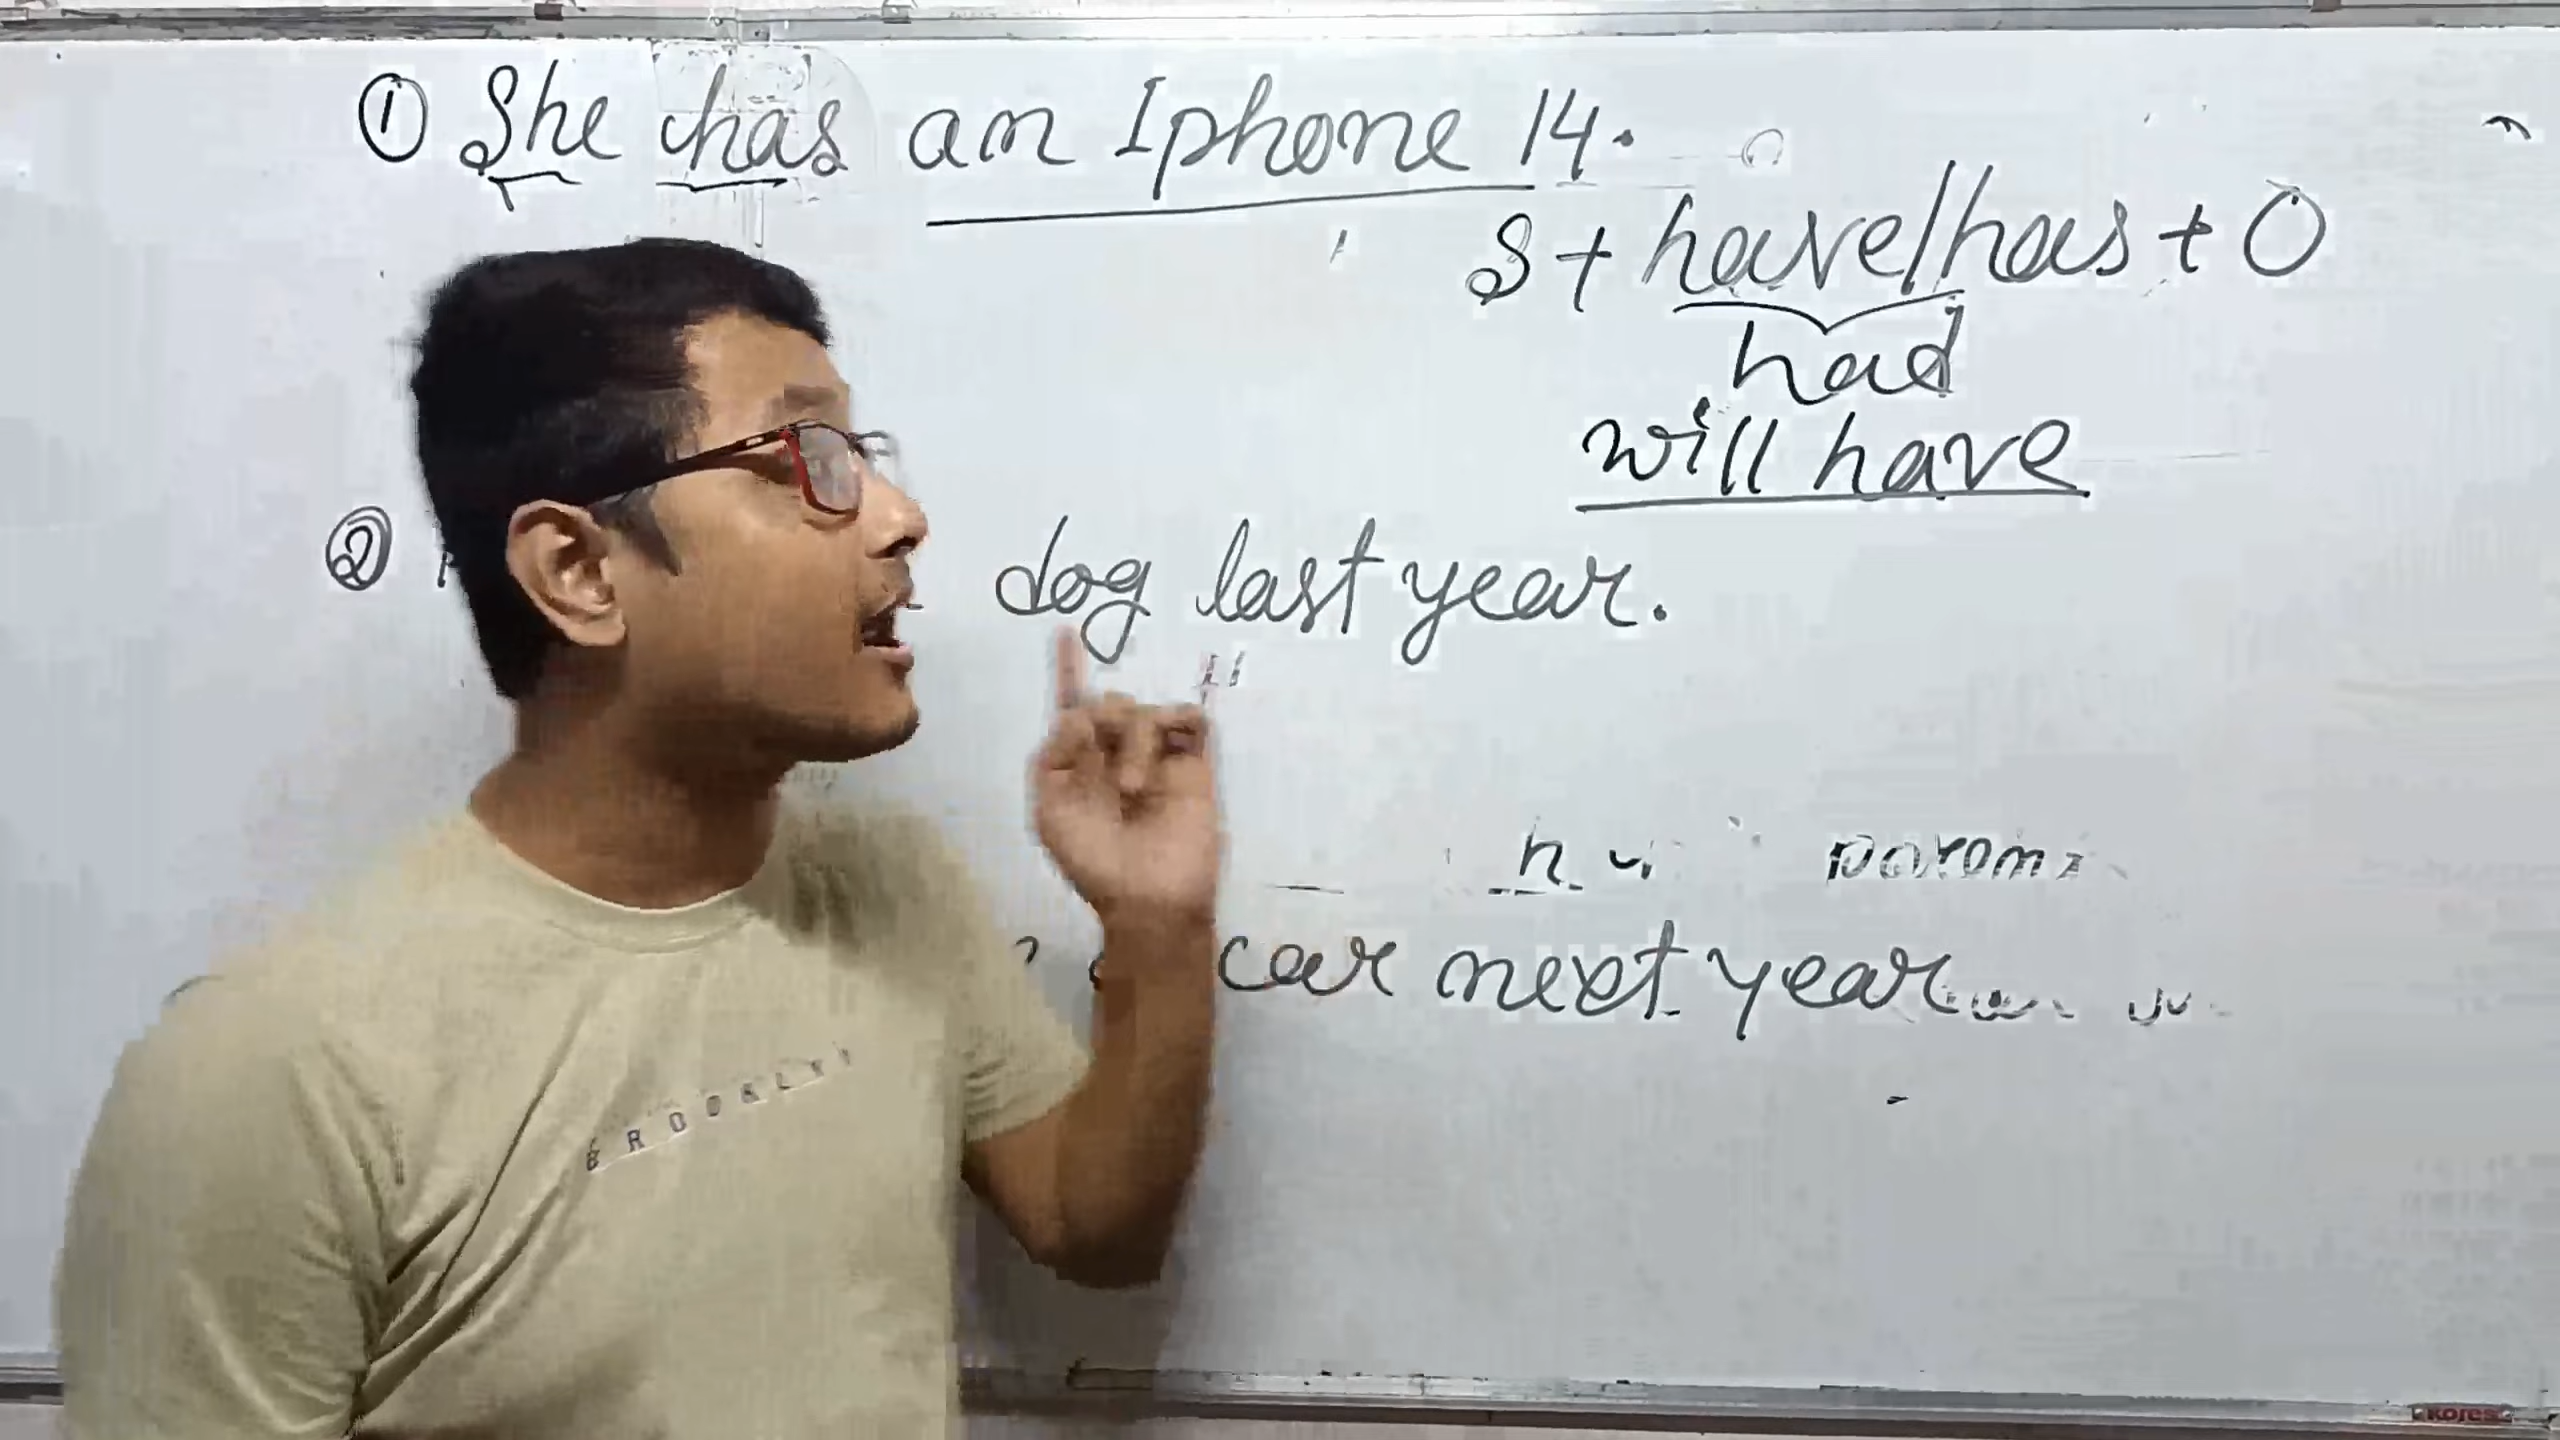 ① She has an Iphone 14.
S + have/has + O
had
will have
② dog last year.
car next year
BROOKLYN
Kores